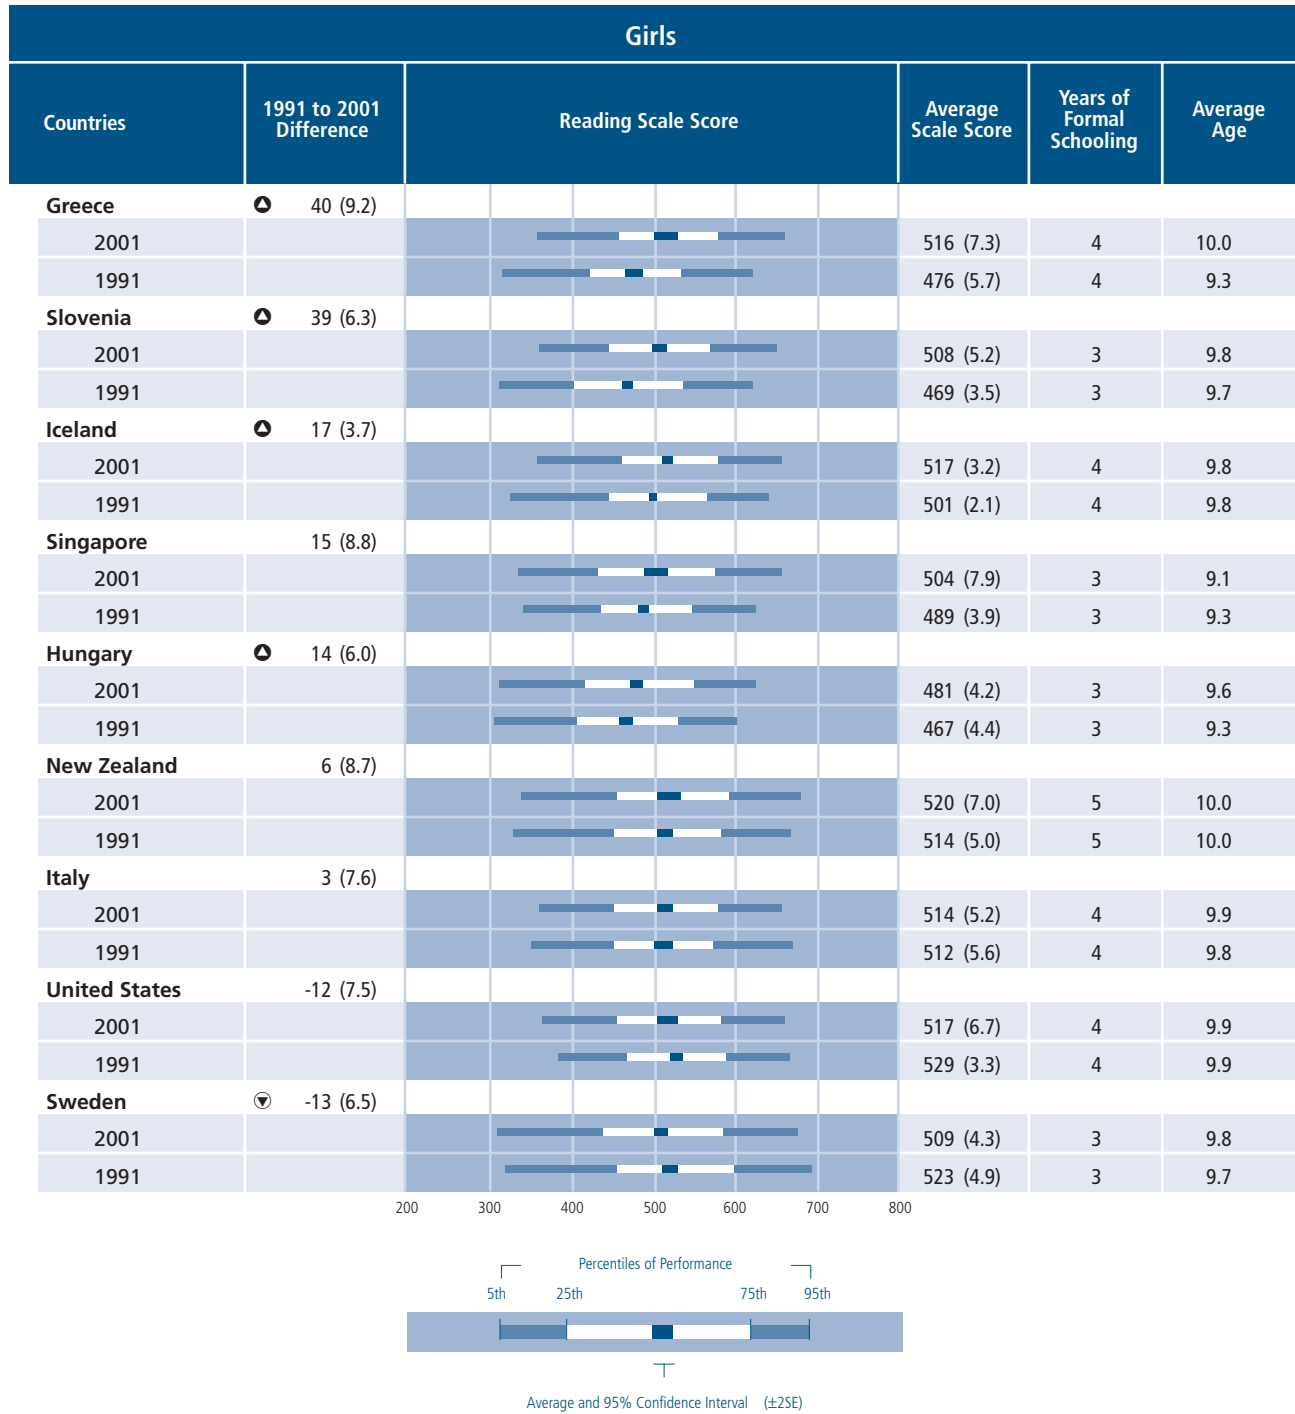 Girls
Countries
1991 to 2001
Difference
Reading Scale Score
Average
Scale Score
Years of
Formal
Schooling
Average
Age
Greece 40 (9.2)
2001 516 (7.3) 4 10.0
1991 476 (5.7) 4 9.3
Slovenia 39 (6.3)
2001 508 (5.2) 3 9.8
1991 469 (3.5) 3 9.7
Iceland 17 (3.7)
2001 517 (3.2) 4 9.8
1991 501 (2.1) 4 9.8
Singapore 15 (8.8)
2001 504 (7.9) 3 9.1
1991 489 (3.9) 3 9.3
Hungary 14 (6.0)
2001 481 (4.2) 3 9.6
1991 467 (4.4) 3 9.3
New Zealand 6 (8.7)
2001 520 (7.0) 5 10.0
1991 514 (5.0) 5 10.0
Italy 3 (7.6)
2001 514 (5.2) 4 9.9
1991 512 (5.6) 4 9.8
United States -12 (7.5)
2001 517 (6.7) 4 9.9
1991 529 (3.3) 4 9.9
Sweden -13 (6.5)
2001 509 (4.3) 3 9.8
1991 523 (4.9) 3 9.7
200 300 400 500 600 700 800
Percentiles of Performance
5th 25th 75th 95th
Average and 95% Confidence Interval (±2SE)